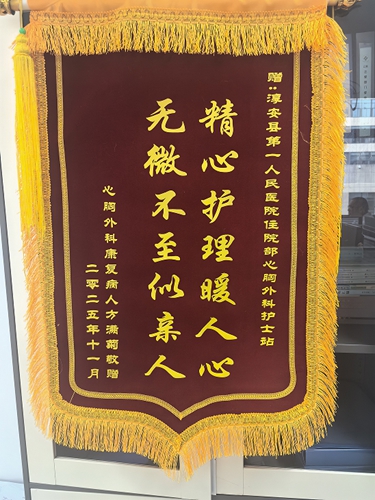 赠:淳安县第一人民医院住院部心胸外科护士站
精心护理暖人心
无微不至似亲人
心胸外科康复病人方满菊敬赠
二零二五年十一月